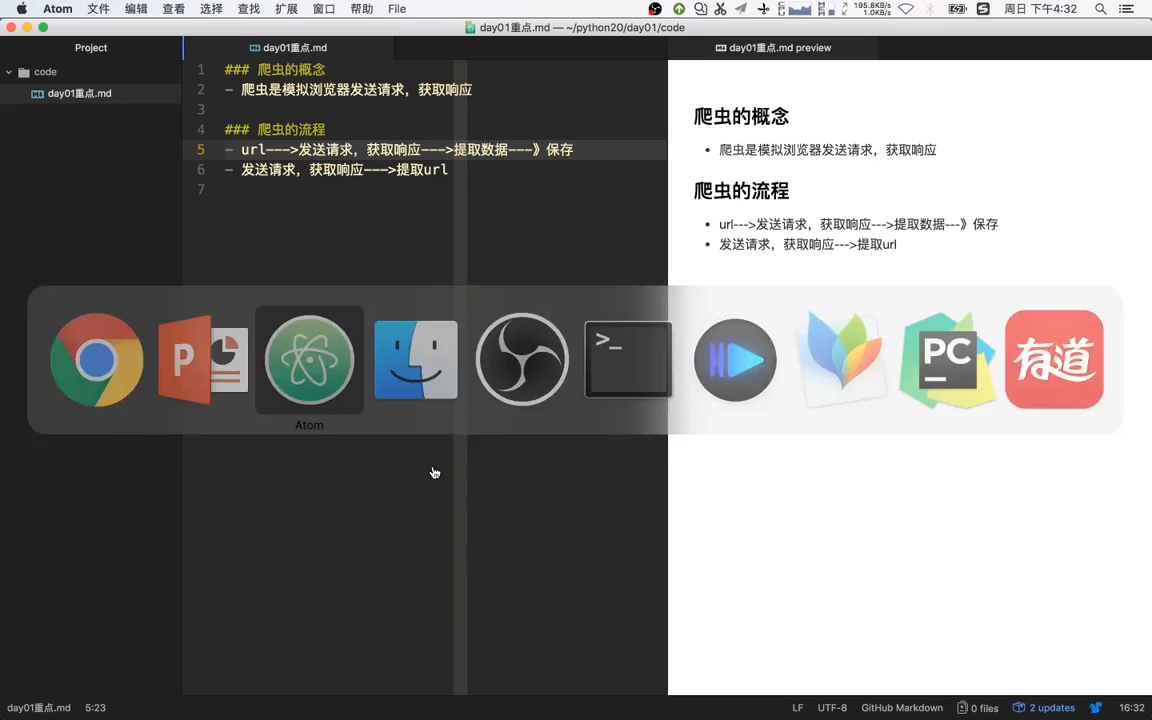 Atom 文件 编辑 查看 选择 查找 扩展 窗口 帮助 File 195.8KB/s 1.0KB/s 周日 下午4:32
day01重点.md — ~/python20/day01/code
Project day01重点.md day01重点.md preview
code
day01重点.md
1 ### 爬虫的概念
2 - 爬虫是模拟浏览器发送请求，获取响应
3
4 ### 爬虫的流程
5 - url--->发送请求，获取响应--->提取数据---》保存
6 - 发送请求，获取响应--->提取url
7
爬虫的概念
• 爬虫是模拟浏览器发送请求，获取响应
爬虫的流程
• url--->发送请求，获取响应--->提取数据---》保存
• 发送请求，获取响应--->提取url
P >_ PC 有道
Atom
day01重点.md 5:23 LF UTF-8 GitHub Markdown 0 files 2 updates 16:32